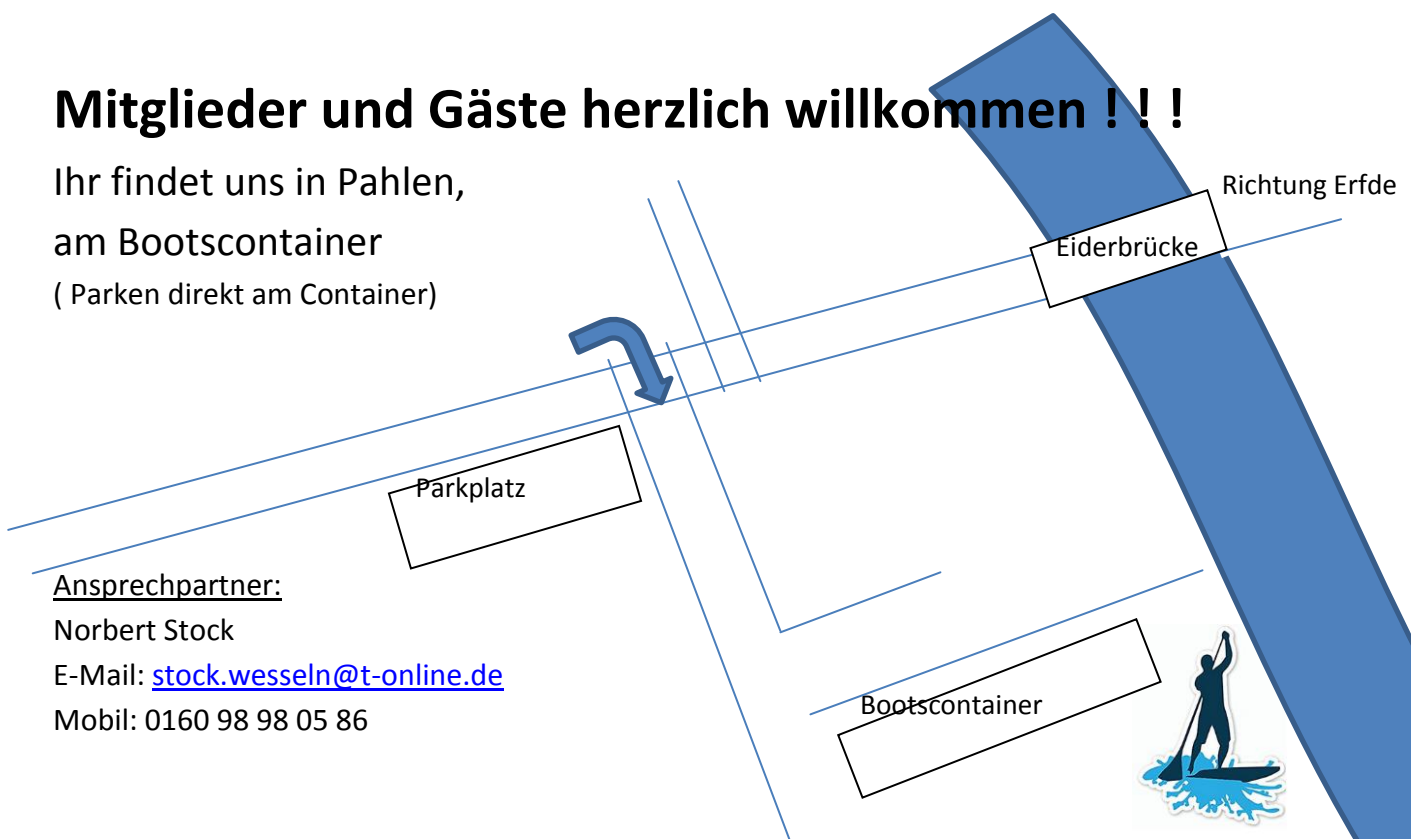 Mitglieder und Gäste herzlich willkommen ! ! !
Ihr findet uns in Pahlen,
am Bootscontainer
( Parken direkt am Container)
Richtung Erfde
Eiderbrücke
Parkplatz
Ansprechpartner:
Norbert Stock
E-Mail: stock.wesseln@t-online.de
Mobil: 0160 98 98 05 86
Bootscontainer